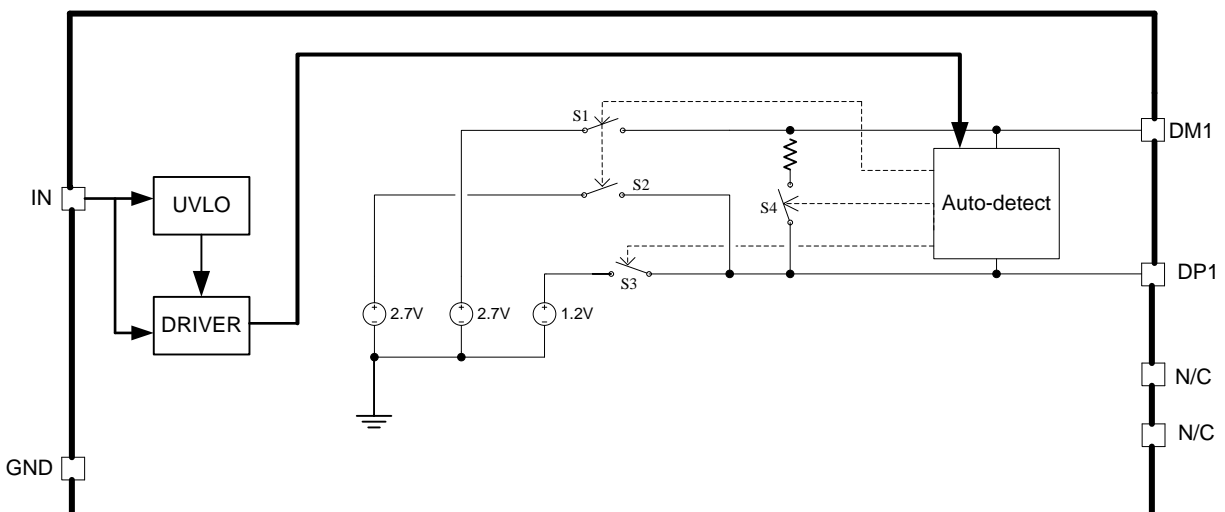 S1
DM1
IN
UVLO
S2
S4
Auto-detect
DP1
S3
DRIVER
2.7V
2.7V
1.2V
N/C
N/C
GND